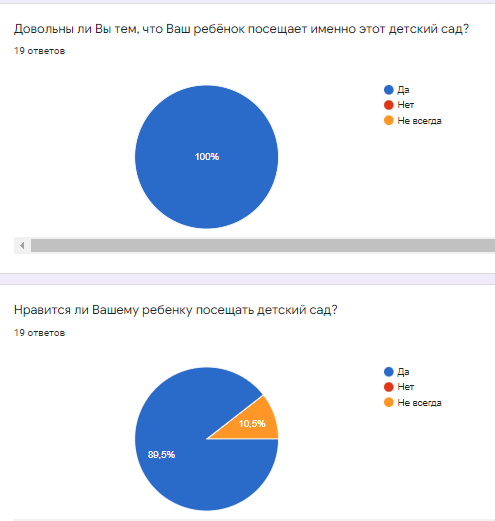 Довольны ли Вы тем, что Ваш ребёнок посещает именно этот детский сад?
19 ответов
Да
Нет
Не всегда
100%
Нравится ли Вашему ребенку посещать детский сад?
19 ответов
Да
Нет
Не всегда
10,5%
89,5%